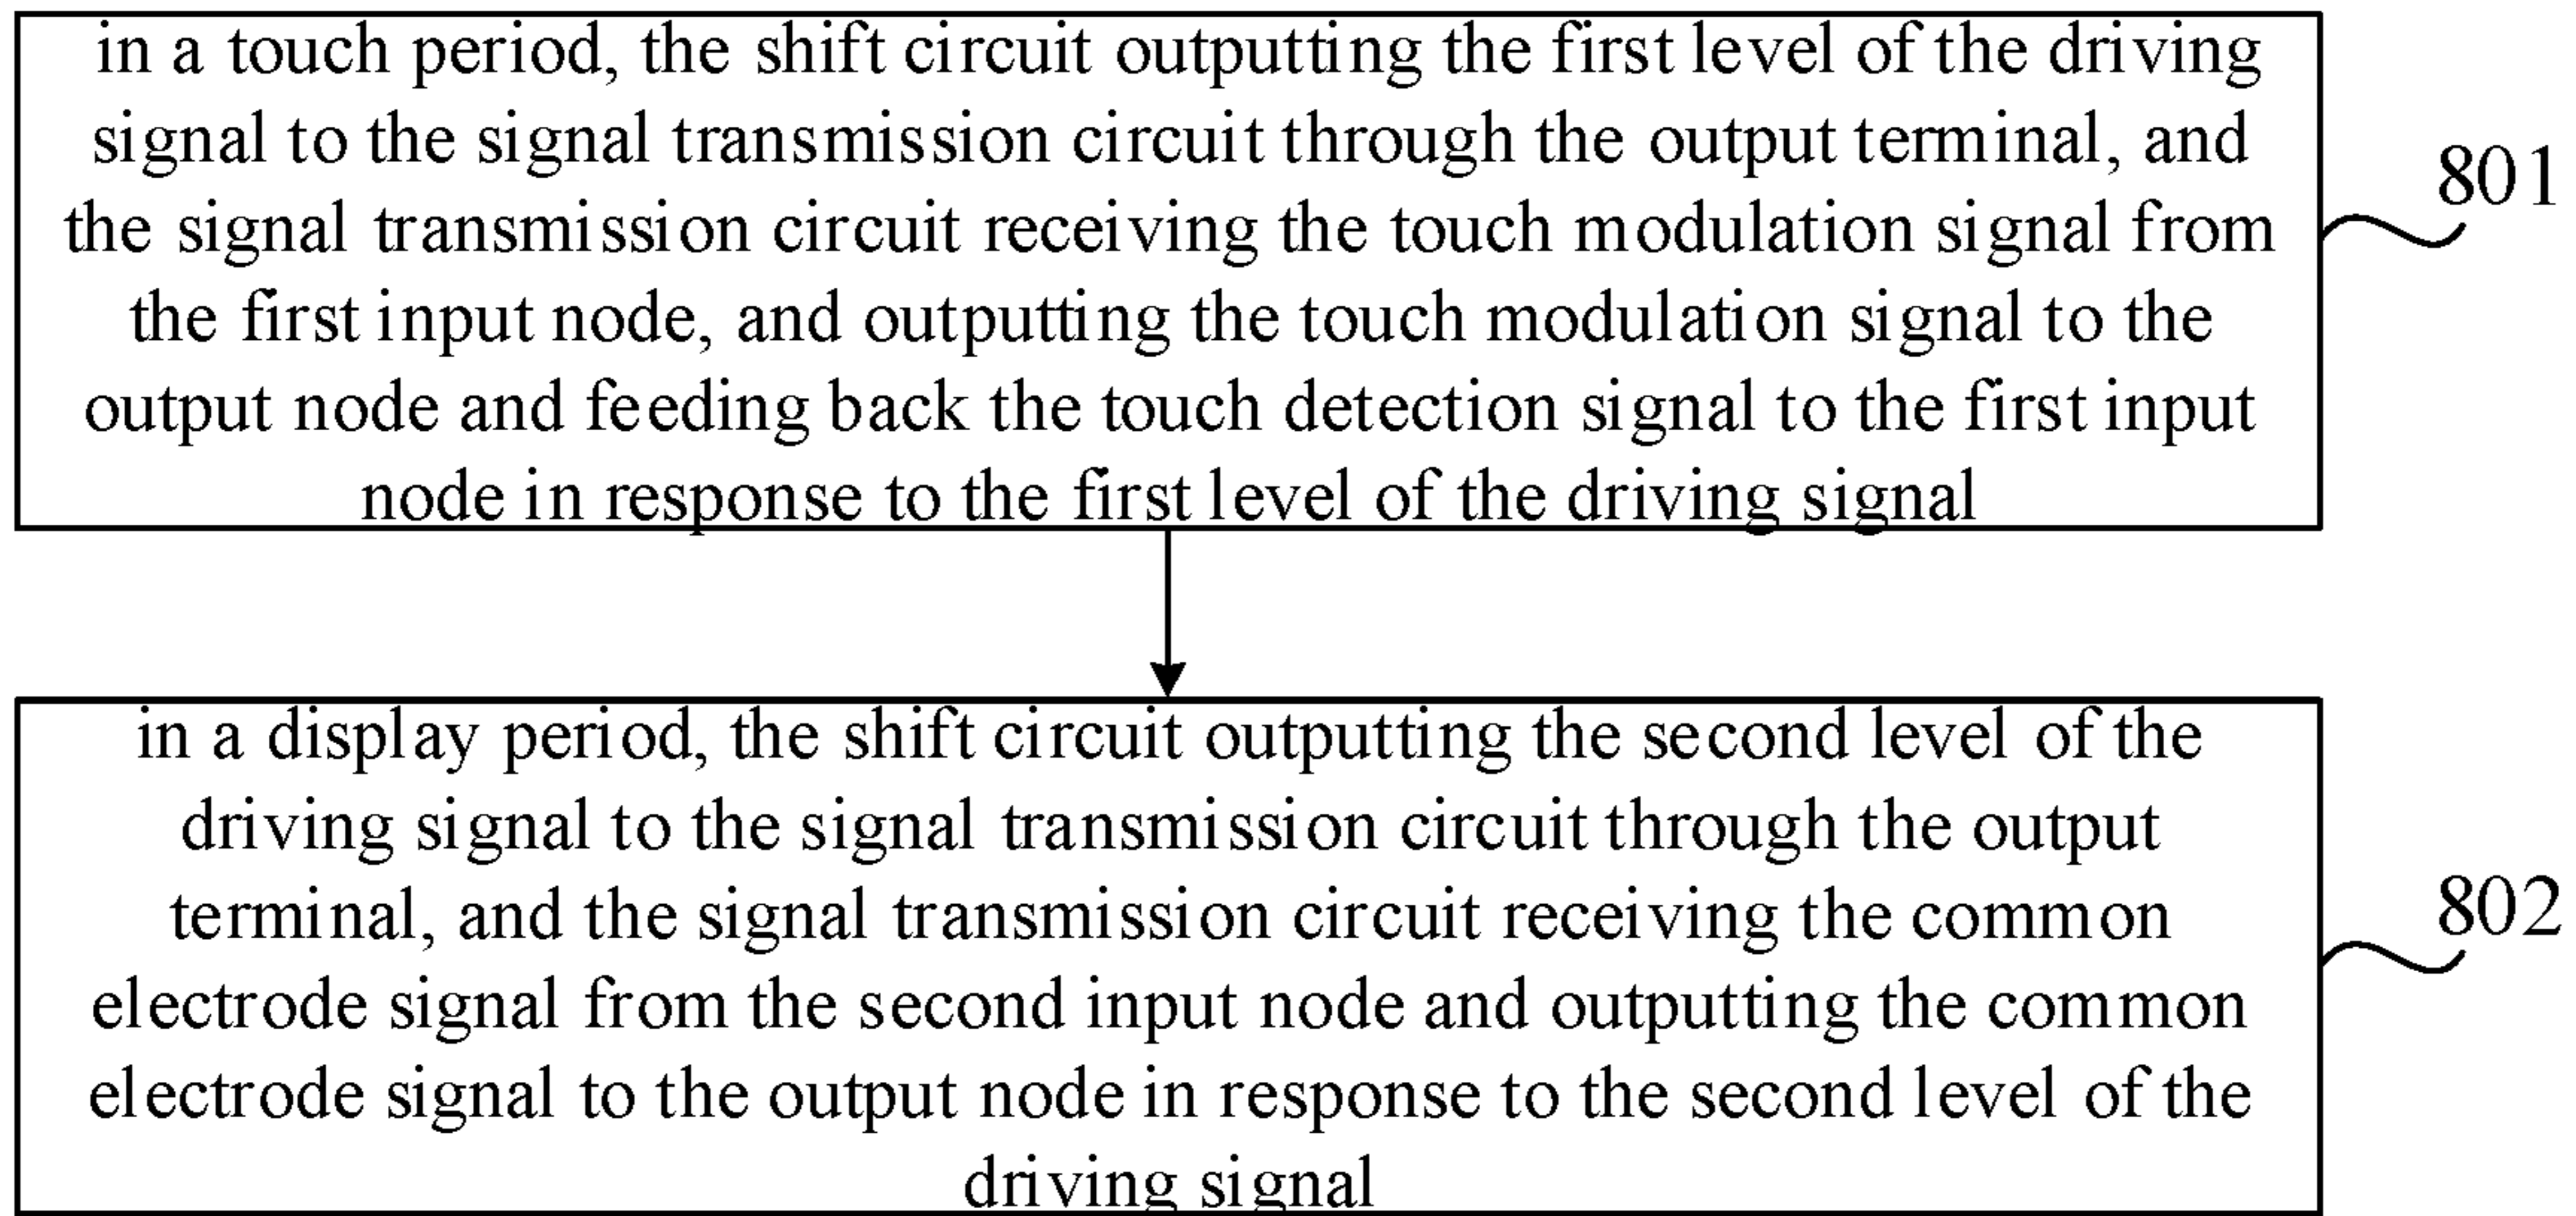 in a touch period, the shift circuit outputting the first level of the driving
signal to the signal transmission circuit through the output terminal, and
the signal transmission circuit receiving the touch modulation signal from
the first input node, and outputting the touch modulation signal to the
output node and feeding back the touch detection signal to the first input
node in response to the first level of the driving signal
801
in a display period, the shift circuit outputting the second level of the
driving signal to the signal transmission circuit through the output
terminal, and the signal transmission circuit receiving the common
electrode signal from the second input node and outputting the common
electrode signal to the output node in response to the second level of the
driving signal
802